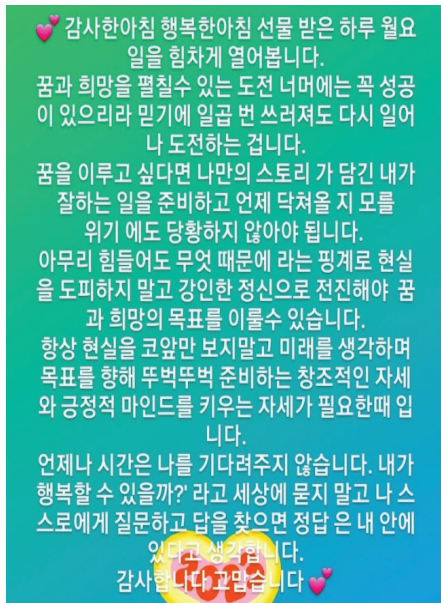 💕 감사한아침 행복한아침 선물 받은 하루 월요
일을 힘차게 열어봅니다.
꿈과 희망을 펼칠수 있는 도전 너머에는 꼭 성공
이 있으리라 믿기에 일곱 번 쓰러져도 다시 일어
나 도전하는 겁니다.
꿈을 이루고 싶다면 나만의 스토리 가 담긴 내가
잘하는 일을 준비하고 언제 닥쳐올 지 모를
위기 에도 당황하지 않아야 됩니다.
아무리 힘들어도 무엇 때문에 라는 핑계로 현실
을 도피하지 말고 강인한 정신으로 전진해야 꿈
과 희망의 목표를 이룰수 있습니다.
항상 현실을 코앞만 보지말고 미래를 생각하며
목표를 향해 뚜벅뚜벅 준비하는 창조적인 자세
와 긍정적 마인드를 키우는 자세가 필요한때 입
니다.
언제나 시간은 나를 기다려주지 않습니다. 내가
행복할 수 있을까?' 라고 세상에 묻지 말고 나 스
스로에게 질문하고 답을 찾으면 정답 은 내 안에
있다고 생각합니다.
감사합니다 고맙습니다 💕